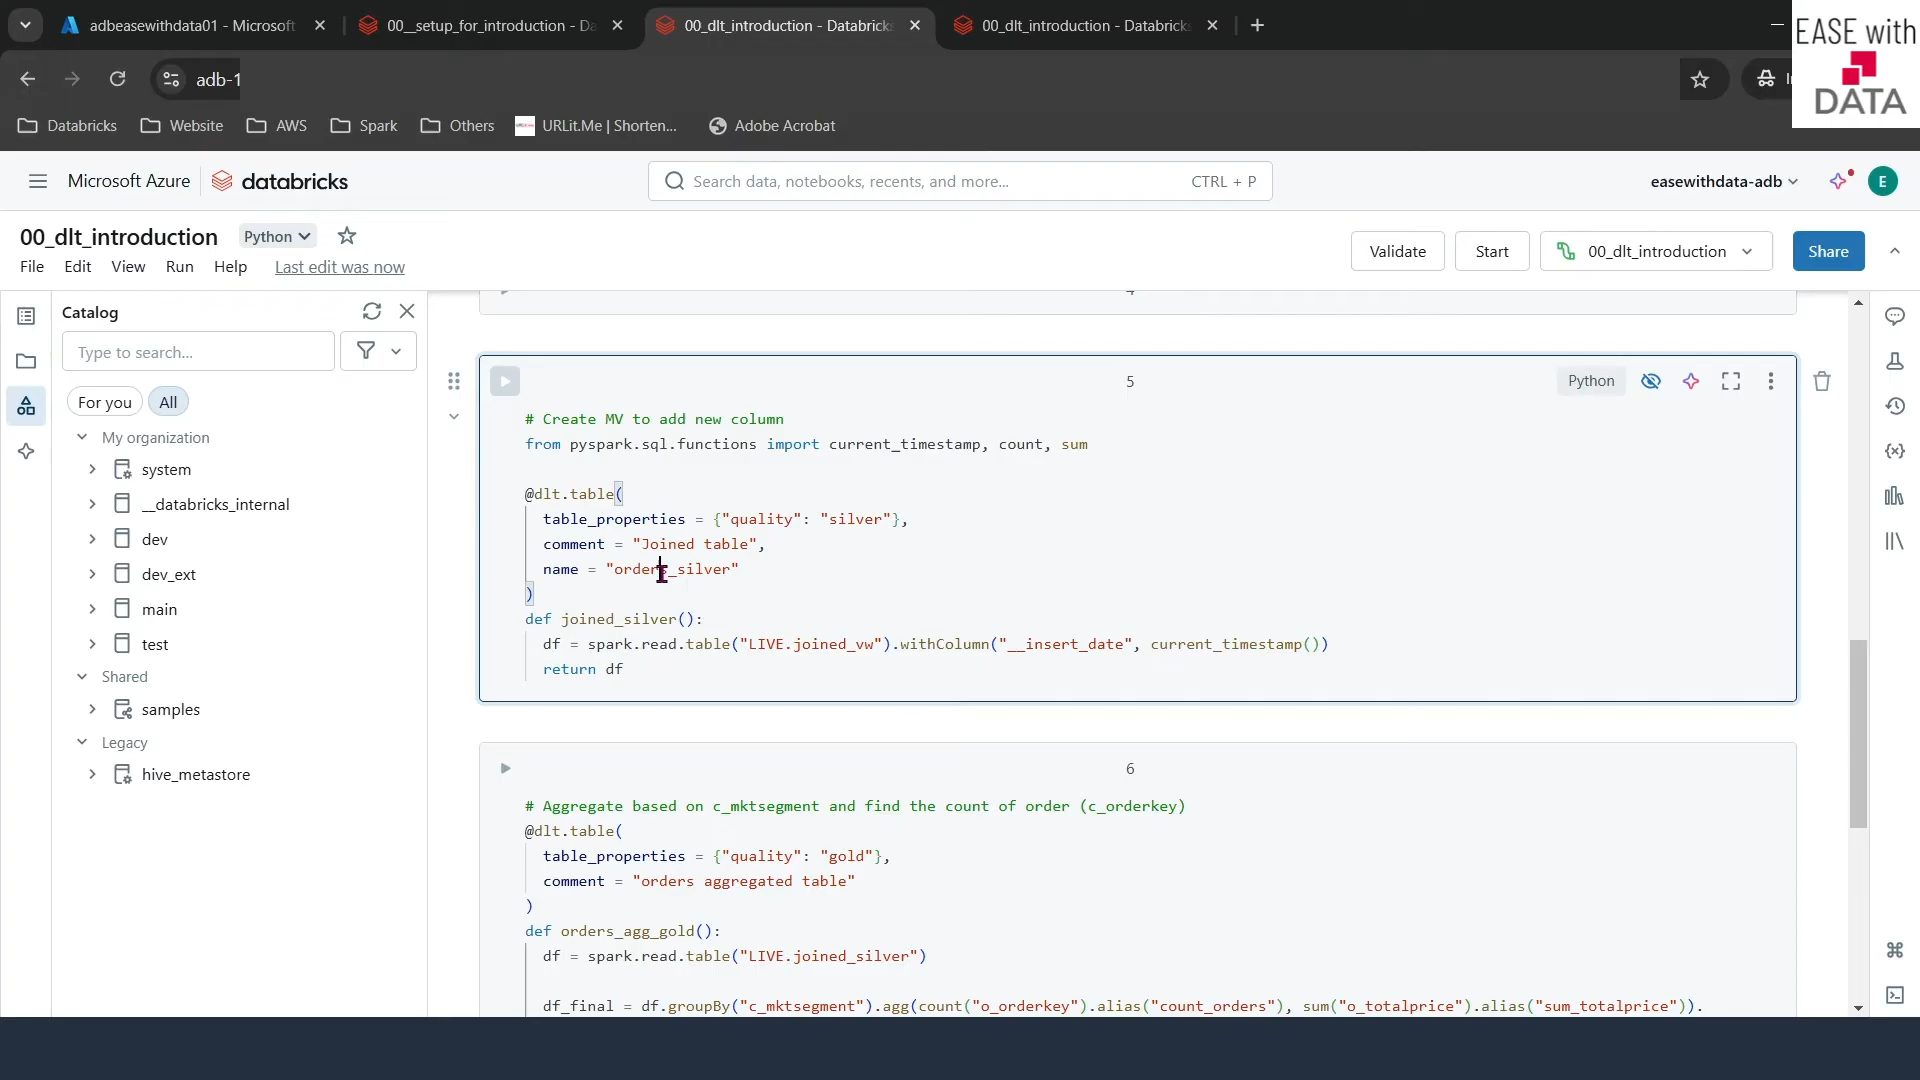 adbeasewithdata01 - Microsoft
00__setup_for_introduction - Da
00_dlt_introduction - Databrick
00_dlt_introduction - Databricks
EASE with
DATA
adb-1
Databricks
Website
AWS
Spark
Others
URLit.Me | Shorten...
Adobe Acrobat
Microsoft Azure
databricks
Search data, notebooks, recents, and more...
CTRL + P
easewithdata-adb
E
00_dlt_introduction
Python
File
Edit
View
Run
Help
Last edit was now
Validate
Start
00_dlt_introduction
Share
Catalog
Type to search...
For you
All
My organization
system
__databricks_internal
dev
dev_ext
main
test
Shared
samples
Legacy
hive_metastore
4
5
Python
# Create MV to add new column
from pyspark.sql.functions import current_timestamp, count, sum
@dlt.table(
table_properties = {"quality": "silver"},
comment = "Joined table",
name = "orders_silver"
)
def joined_silver():
df = spark.read.table("LIVE.joined_vw").withColumn("__insert_date", current_timestamp())
return df
6
# Aggregate based on c_mktsegment and find the count of order (c_orderkey)
@dlt.table(
table_properties = {"quality": "gold"},
comment = "orders aggregated table"
)
def orders_agg_gold():
df = spark.read.table("LIVE.joined_silver")
df_final = df.groupBy("c_mktsegment").agg(count("o_orderkey").alias("count_orders"), sum("o_totalprice").alias("sum_totalprice")).